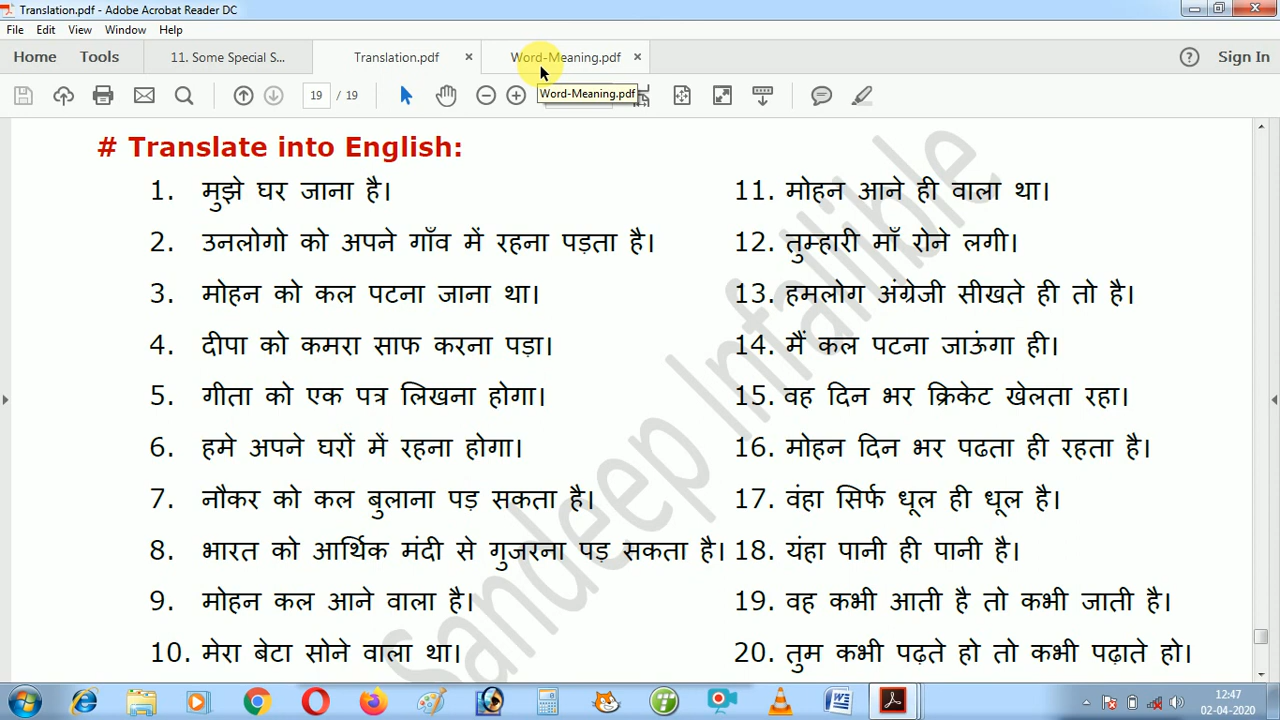 Translation.pdf - Adobe Acrobat Reader DC
File Edit View Window Help
Home Tools 11. Some Special S... Translation.pdf × Word-Meaning.pdf × Sign In
19 / 19 Word-Meaning.pdf
# Translate into English:
1. मुझे घर जाना है।
2. उनलोगो को अपने गाँव में रहना पड़ता है।
3. मोहन को कल पटना जाना था।
4. दीपा को कमरा साफ करना पड़ा।
5. गीता को एक पत्र लिखना होगा।
6. हमे अपने घरों में रहना होगा।
7. नौकर को कल बुलाना पड़ सकता है।
8. भारत को आर्थिक मंदी से गुजरना पड़ सकता है।
9. मोहन कल आने वाला है।
10. मेरा बेटा सोने वाला था।
11. मोहन आने ही वाला था।
12. तुम्हारी माँ रोने लगी।
13. हमलोग अंग्रेजी सीखते ही तो है।
14. मैं कल पटना जाऊंगा ही।
15. वह दिन भर क्रिकेट खेलता रहा।
16. मोहन दिन भर पढता ही रहता है।
17. वंहा सिर्फ धूल ही धूल है।
18. यंहा पानी ही पानी है।
19. वह कभी आती है तो कभी जाती है।
20. तुम कभी पढ़ते हो तो कभी पढ़ाते हो।
Sandeep Infallible
12:47
02-04-2020